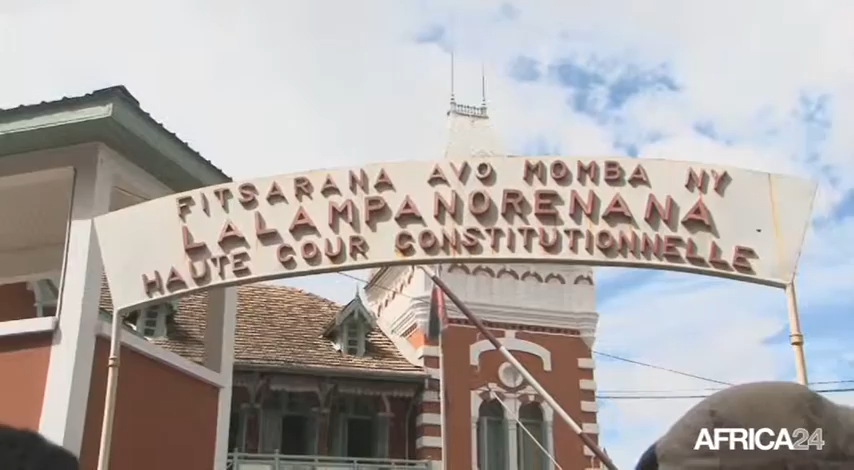 FITSARANA AVO MOMBA NY
LALAMPANORENANA
HAUTE COUR CONSTITUTIONNELLE
AFRICA24